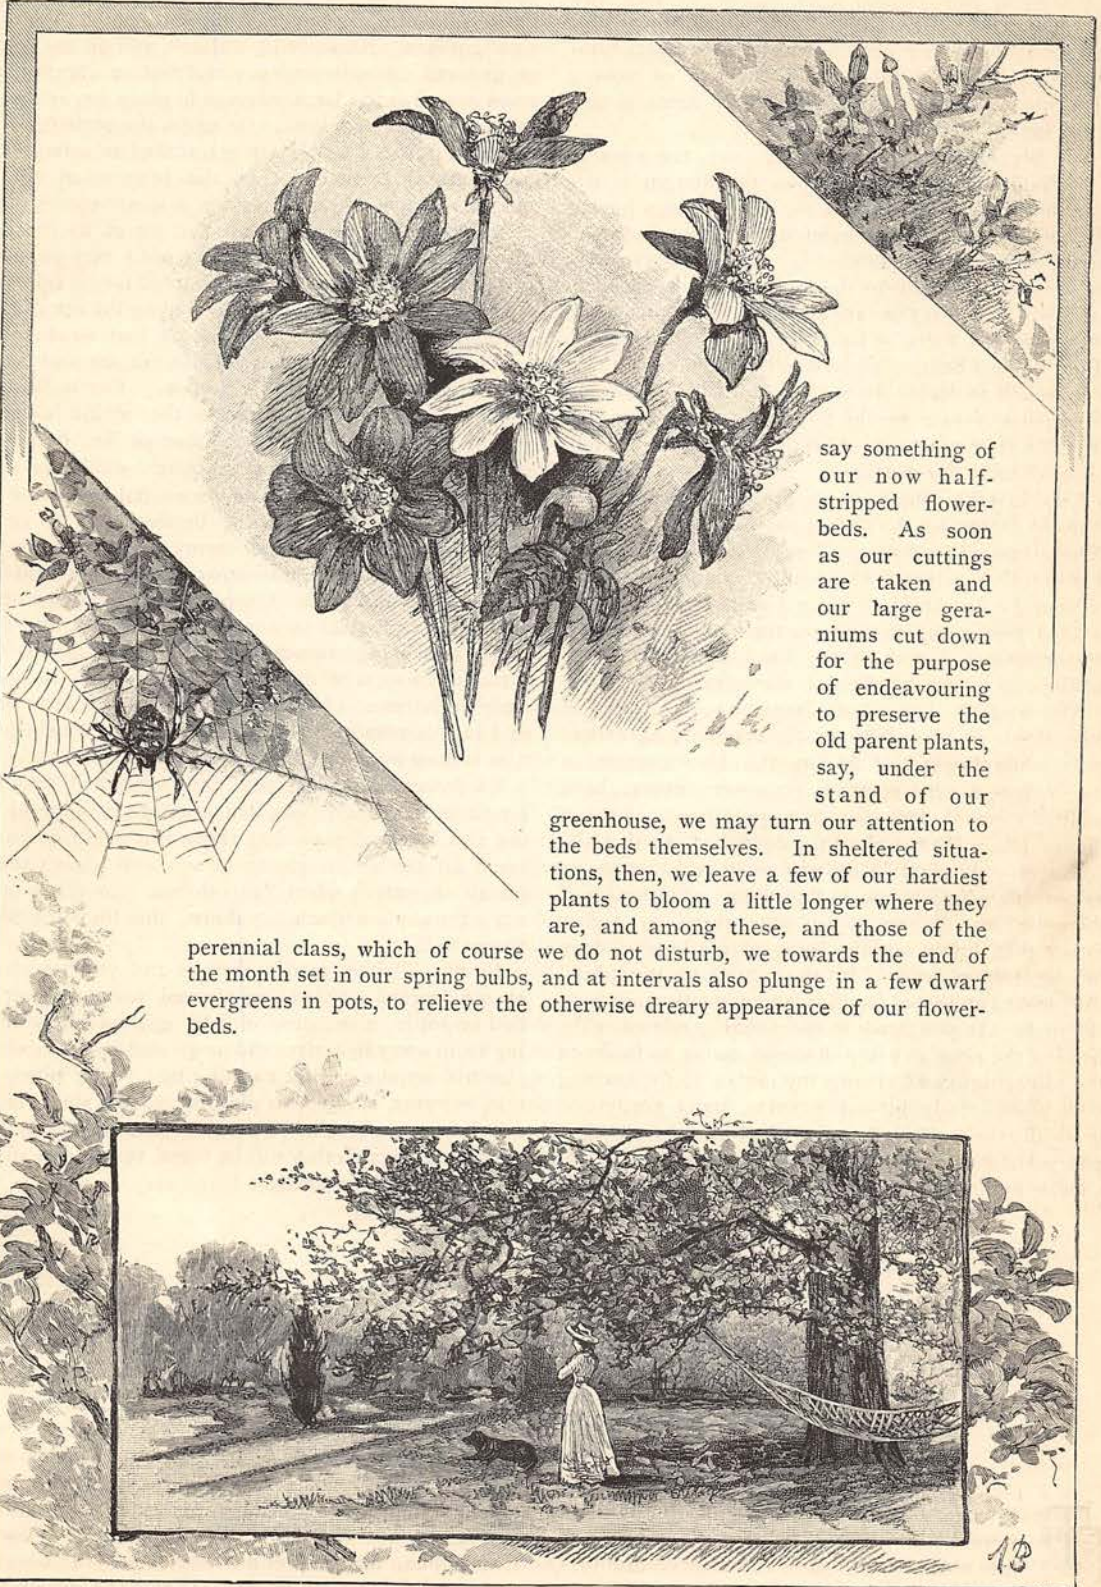 say something of
our now half-
stripped flower-
beds. As soon
as our cuttings
are taken and
our large gera-
niums cut down
for the purpose
of endeavouring
to preserve the
old parent plants,
say, under the
stand of our
greenhouse, we may turn our attention to
the beds themselves. In sheltered situa-
tions, then, we leave a few of our hardiest
plants to bloom a little longer where they
are, and among these, and those of the
perennial class, which of course we do not disturb, we towards the end of
the month set in our spring bulbs, and at intervals also plunge in a few dwarf
evergreens in pots, to relieve the otherwise dreary appearance of our flower-
beds.